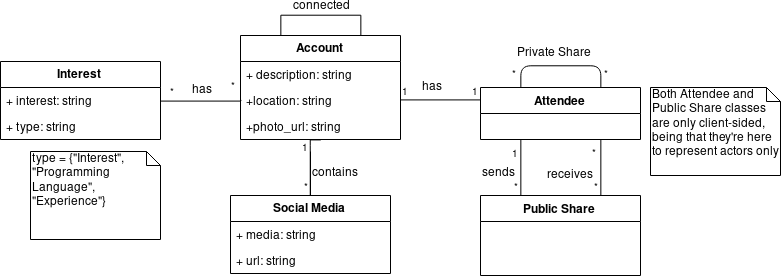 connected
Account
+ description: string
+location: string
+photo_url: string
Interest
+ interest: string
+ type: string
* has *
type = {"Interest",
"Programming
Language",
"Experience"}
1 has 1
Private Share
* *
Attendee
Both Attendee and
Public Share classes
are only client-sided,
being that they're here
to represent actors only
1
contains
*
Social Media
+ media: string
+ url: string
1
sends
*
*
receives
*
Public Share